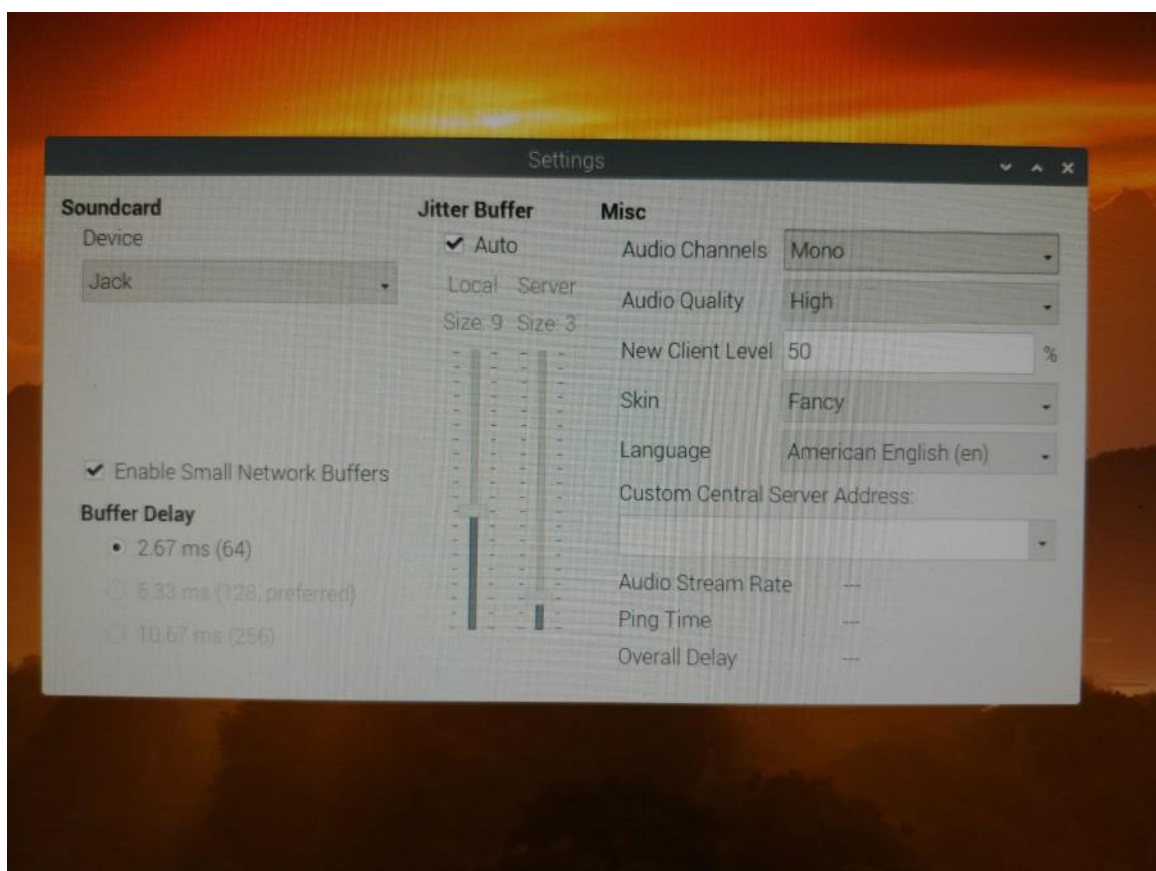 Settings
Soundcard
Device
Jack
Enable Small Network Buffers
Buffer Delay
2.67 ms (64)
5.33 ms (128, preferred)
10.67 ms (256)
Jitter Buffer
Auto
Local Server
Size: 9 Size: 3
Misc
Audio Channels Mono
Audio Quality High
New Client Level 50 %
Skin Fancy
Language American English (en)
Custom Central Server Address:
Audio Stream Rate ---
Ping Time ---
Overall Delay ---